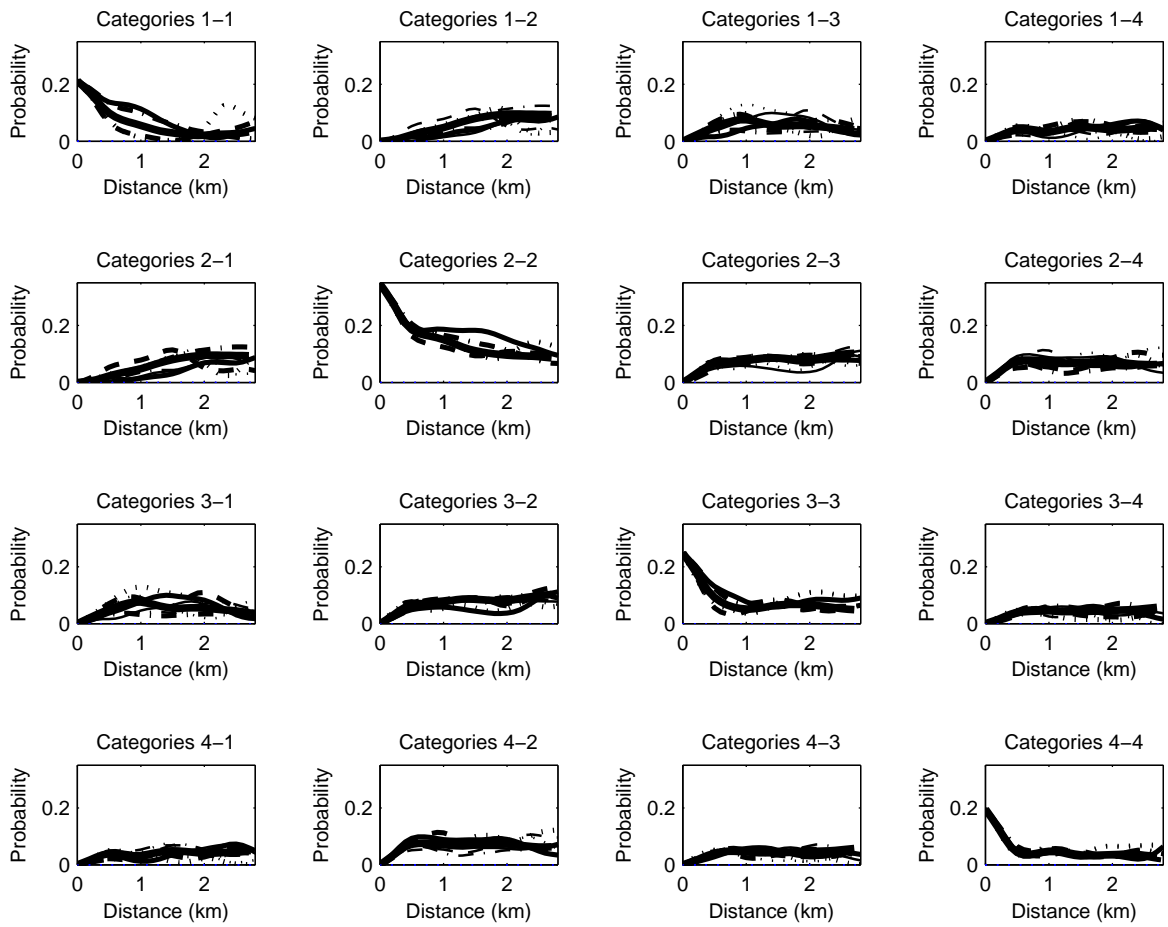 Categories 1−1 Categories 1−2 Categories 1−3 Categories 1−4
Probability Probability Probability Probability
0.2 0.2 0.2 0.2
0 0 0 0
0 1 2 0 1 2 0 1 2 0 1 2
Distance (km) Distance (km) Distance (km) Distance (km)
Categories 2−1 Categories 2−2 Categories 2−3 Categories 2−4
Probability Probability Probability Probability
0.2 0.2 0.2 0.2
0 0 0 0
0 1 2 0 1 2 0 1 2 0 1 2
Distance (km) Distance (km) Distance (km) Distance (km)
Categories 3−1 Categories 3−2 Categories 3−3 Categories 3−4
Probability Probability Probability Probability
0.2 0.2 0.2 0.2
0 0 0 0
0 1 2 0 1 2 0 1 2 0 1 2
Distance (km) Distance (km) Distance (km) Distance (km)
Categories 4−1 Categories 4−2 Categories 4−3 Categories 4−4
Probability Probability Probability Probability
0.2 0.2 0.2 0.2
0 0 0 0
0 1 2 0 1 2 0 1 2 0 1 2
Distance (km) Distance (km) Distance (km) Distance (km)